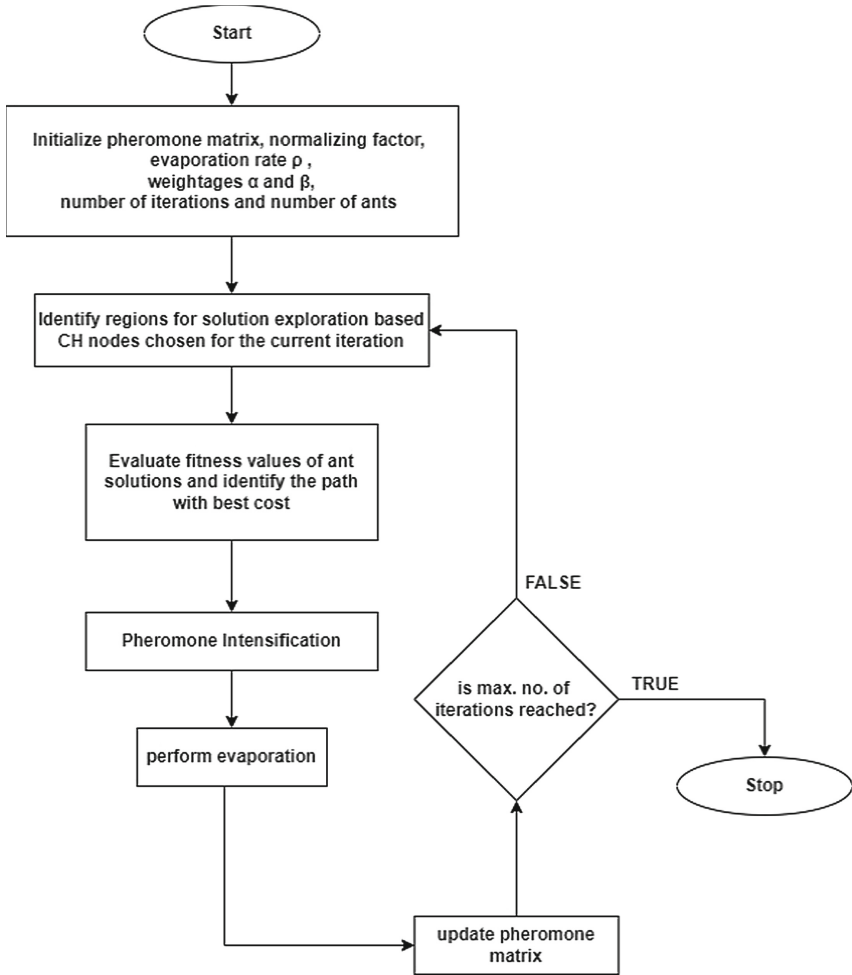 Start
Initialize pheromone matrix, normalizing factor,
evaporation rate ρ ,
weightages α and β,
number of iterations and number of ants
Identify regions for solution exploration based
CH nodes chosen for the current iteration
Evaluate fitness values of ant
solutions and identify the path
with best cost
Pheromone Intensification
perform evaporation
update pheromone
matrix
is max. no. of
iterations reached?
FALSE
TRUE
Stop